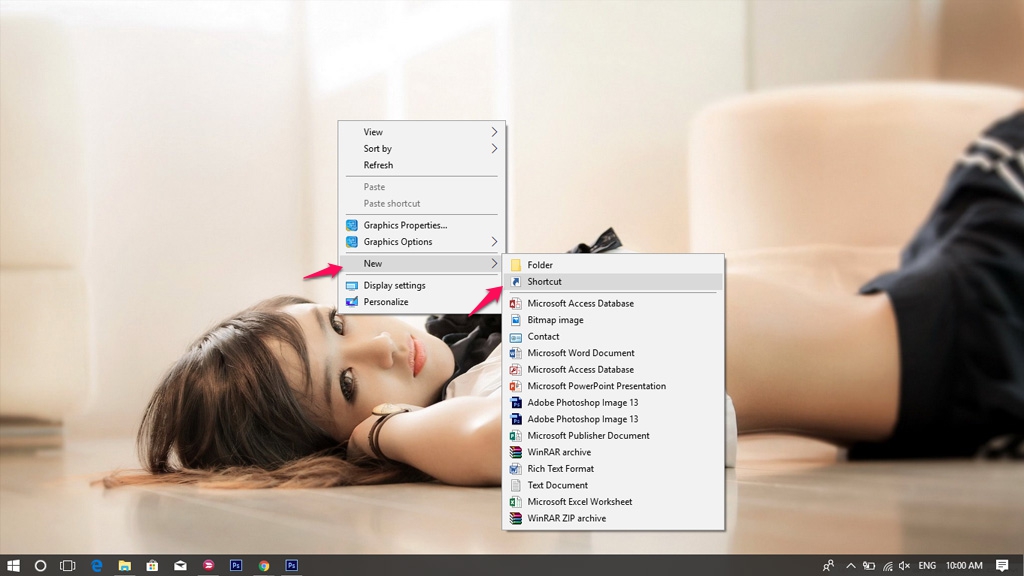 View
Sort by
Refresh
Paste
Paste shortcut
Graphics Properties...
Graphics Options
New
Display settings
Personalize
Folder
Shortcut
Microsoft Access Database
Bitmap image
Contact
Microsoft Word Document
Microsoft Access Database
Microsoft PowerPoint Presentation
Adobe Photoshop Image 13
Adobe Photoshop Image 13
Microsoft Publisher Document
WinRAR archive
Rich Text Format
Text Document
Microsoft Excel Worksheet
WinRAR ZIP archive
Ps
Ps
ENG
10:00 AM